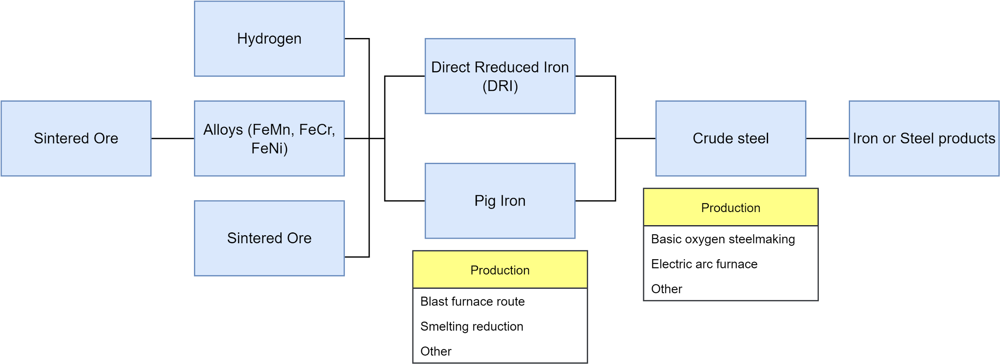 Hydrogen
Direct Rreduced Iron
(DRI)
Sintered Ore
Alloys (FeMn, FeCr,
FeNi)
Crude steel
Iron or Steel products
Pig Iron
Sintered Ore
Production
Blast furnace route
Smelting reduction
Other
Production
Basic oxygen steelmaking
Electric arc furnace
Other